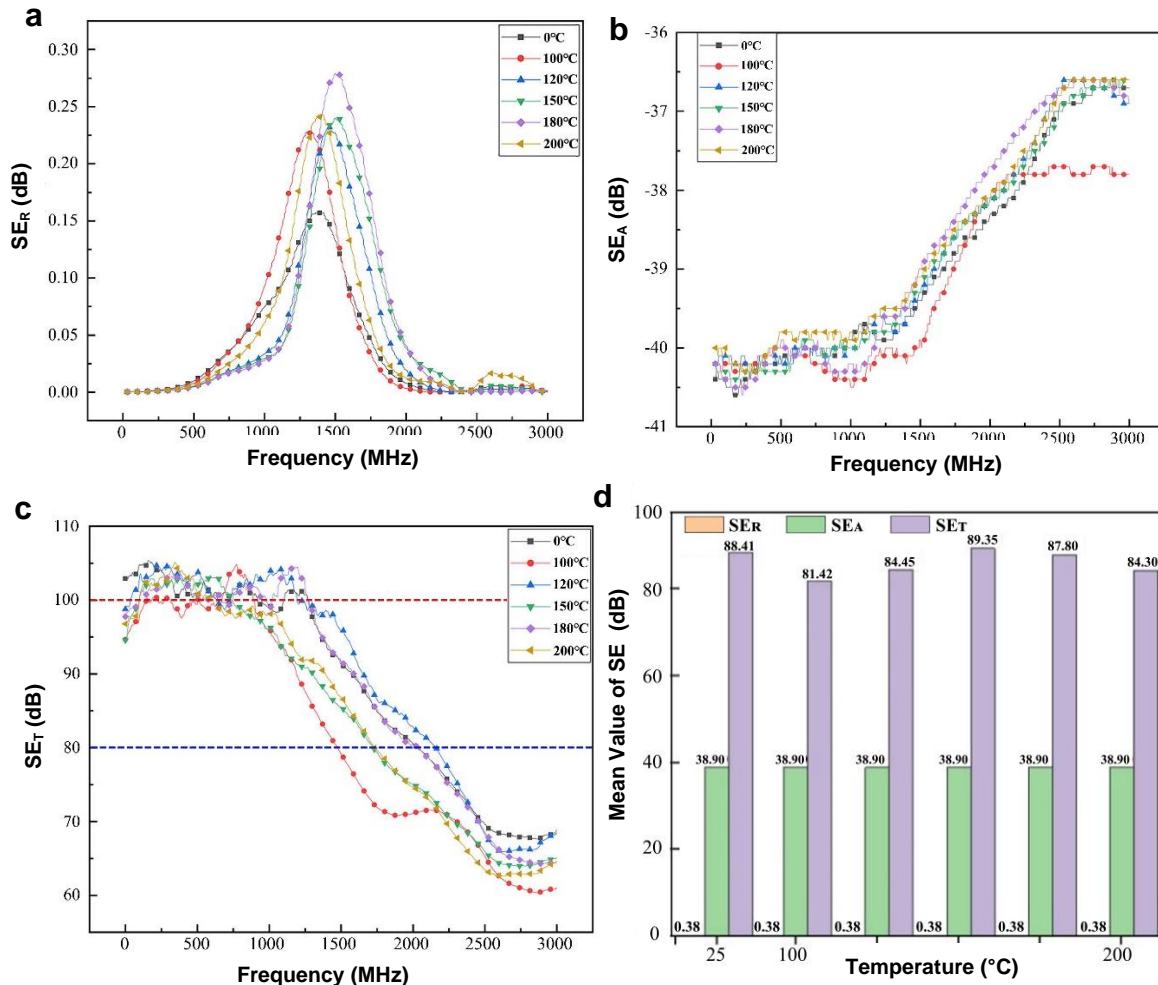 a
0.30
0.25
0.20
0.15
0.10
0.05
0.00
SER (dB)
0℃
100℃
120℃
150℃
180℃
200℃
0 500 1000 1500 2000 2500 3000
Frequency (MHz)
b
-36
-37
-38
-39
-40
-41
SEA (dB)
0℃
100℃
120℃
150℃
180℃
200℃
0 500 1000 1500 2000 2500 3000
Frequency (MHz)
c
110
100
90
80
70
60
SET (dB)
0℃
100℃
120℃
150℃
180℃
200℃
0 500 1000 1500 2000 2500 3000
Frequency (MHz)
d
100
80
60
40
20
0
Mean Value of SE (dB)
SER SEA SET
88.41 81.42 84.45 89.35 87.80 84.30
38.90 38.90 38.90 38.90 38.90 38.90
0.38 0.38 0.38 0.38 0.38 0.38
25 100 200
Temperature (°C)